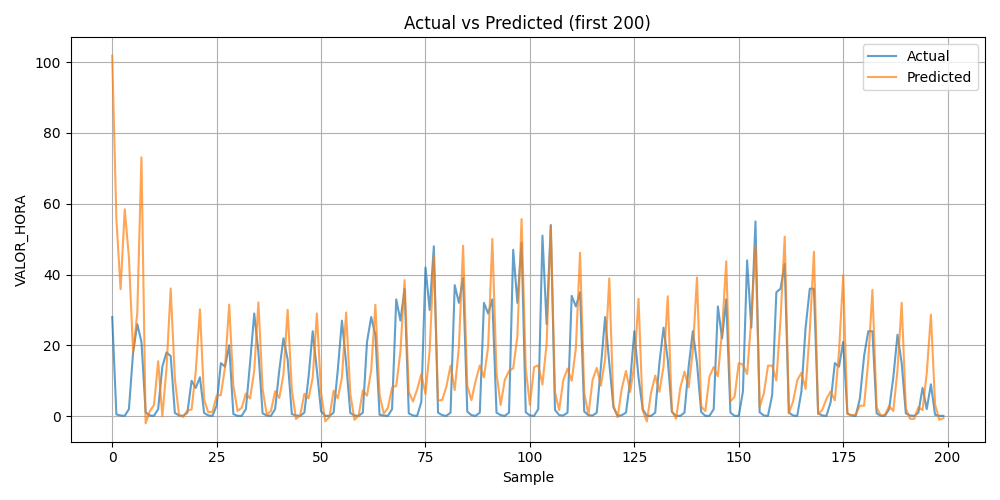 Actual vs Predicted (first 200)
Actual
Predicted
VALOR_HORA
100
80
60
40
20
0
0 25 50 75 100 125 150 175 200
Sample